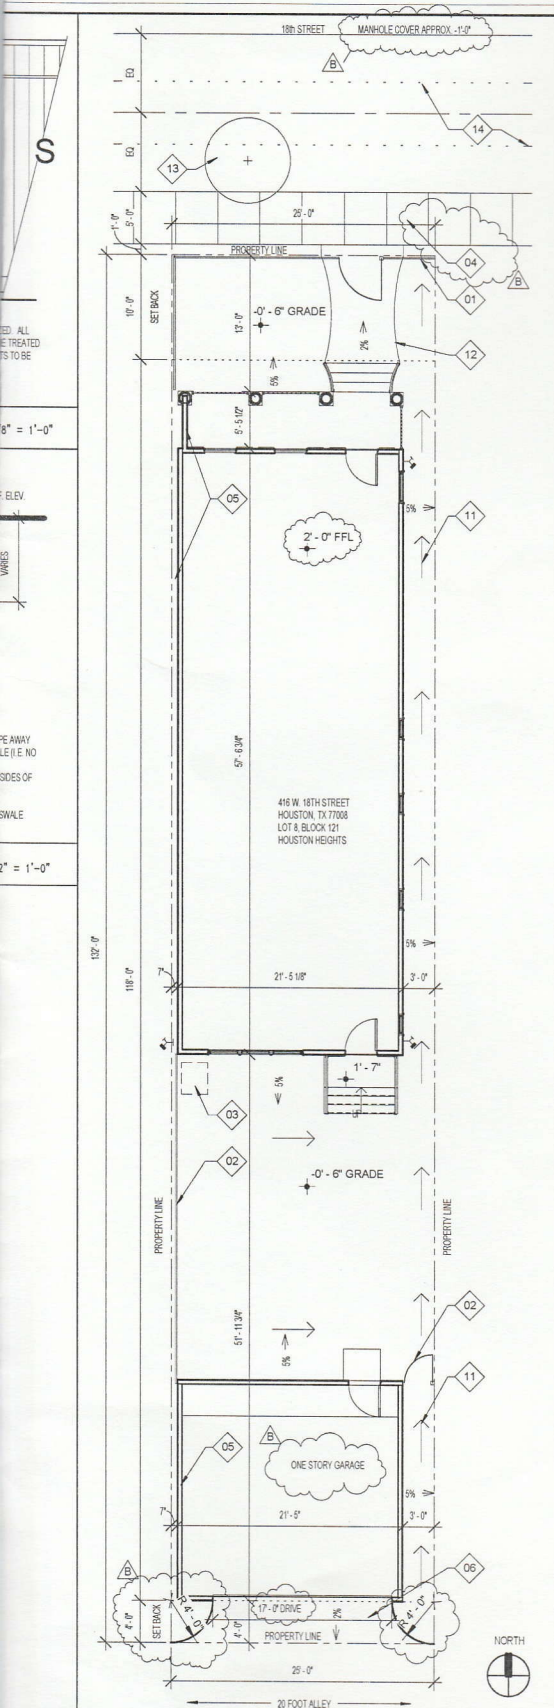 18th STREET
MANHOLE COVER APPROX. -1'-0"
B
EQ
EQ
14
13
S
25'-0"
5'-0"
1'-0"
04
PROPERTY LINE
B
01
SET BACK
10'-0"
-0' - 6" GRADE
13'-0"
2%
12
5%
TED ALL
E TREATED
TS TO BE
8" = 1'-0"
5'-5 1/2"
F. ELEV.
05
5%
11
2' - 0" FFL
VARIES
57'-6 3/4"
PE AWAY
LE (I.E. NO
SIDES OF
SWALE
416 W. 18TH STREET
HOUSTON, TX 77008
LOT 8, BLOCK 121
HOUSTON HEIGHTS
2" = 1'-0"
132'-0"
118'-0"
5%
7"
21'-5 1/8"
3'-0"
1' - 7"
5%
03
02
-0' - 6" GRADE
PROPERTY LINE
PROPERTY LINE
51'-11 3/4"
02
5%
11
B
05
ONE STORY GARAGE
5%
7"
21'-5"
3'-0"
B
06
R 4'-0"
17'-0" DRIVE
R 4'-0"
SET BACK
4'-0"
4'-0"
2%
PROPERTY LINE
NORTH
25'-0"
20 FOOT ALLEY